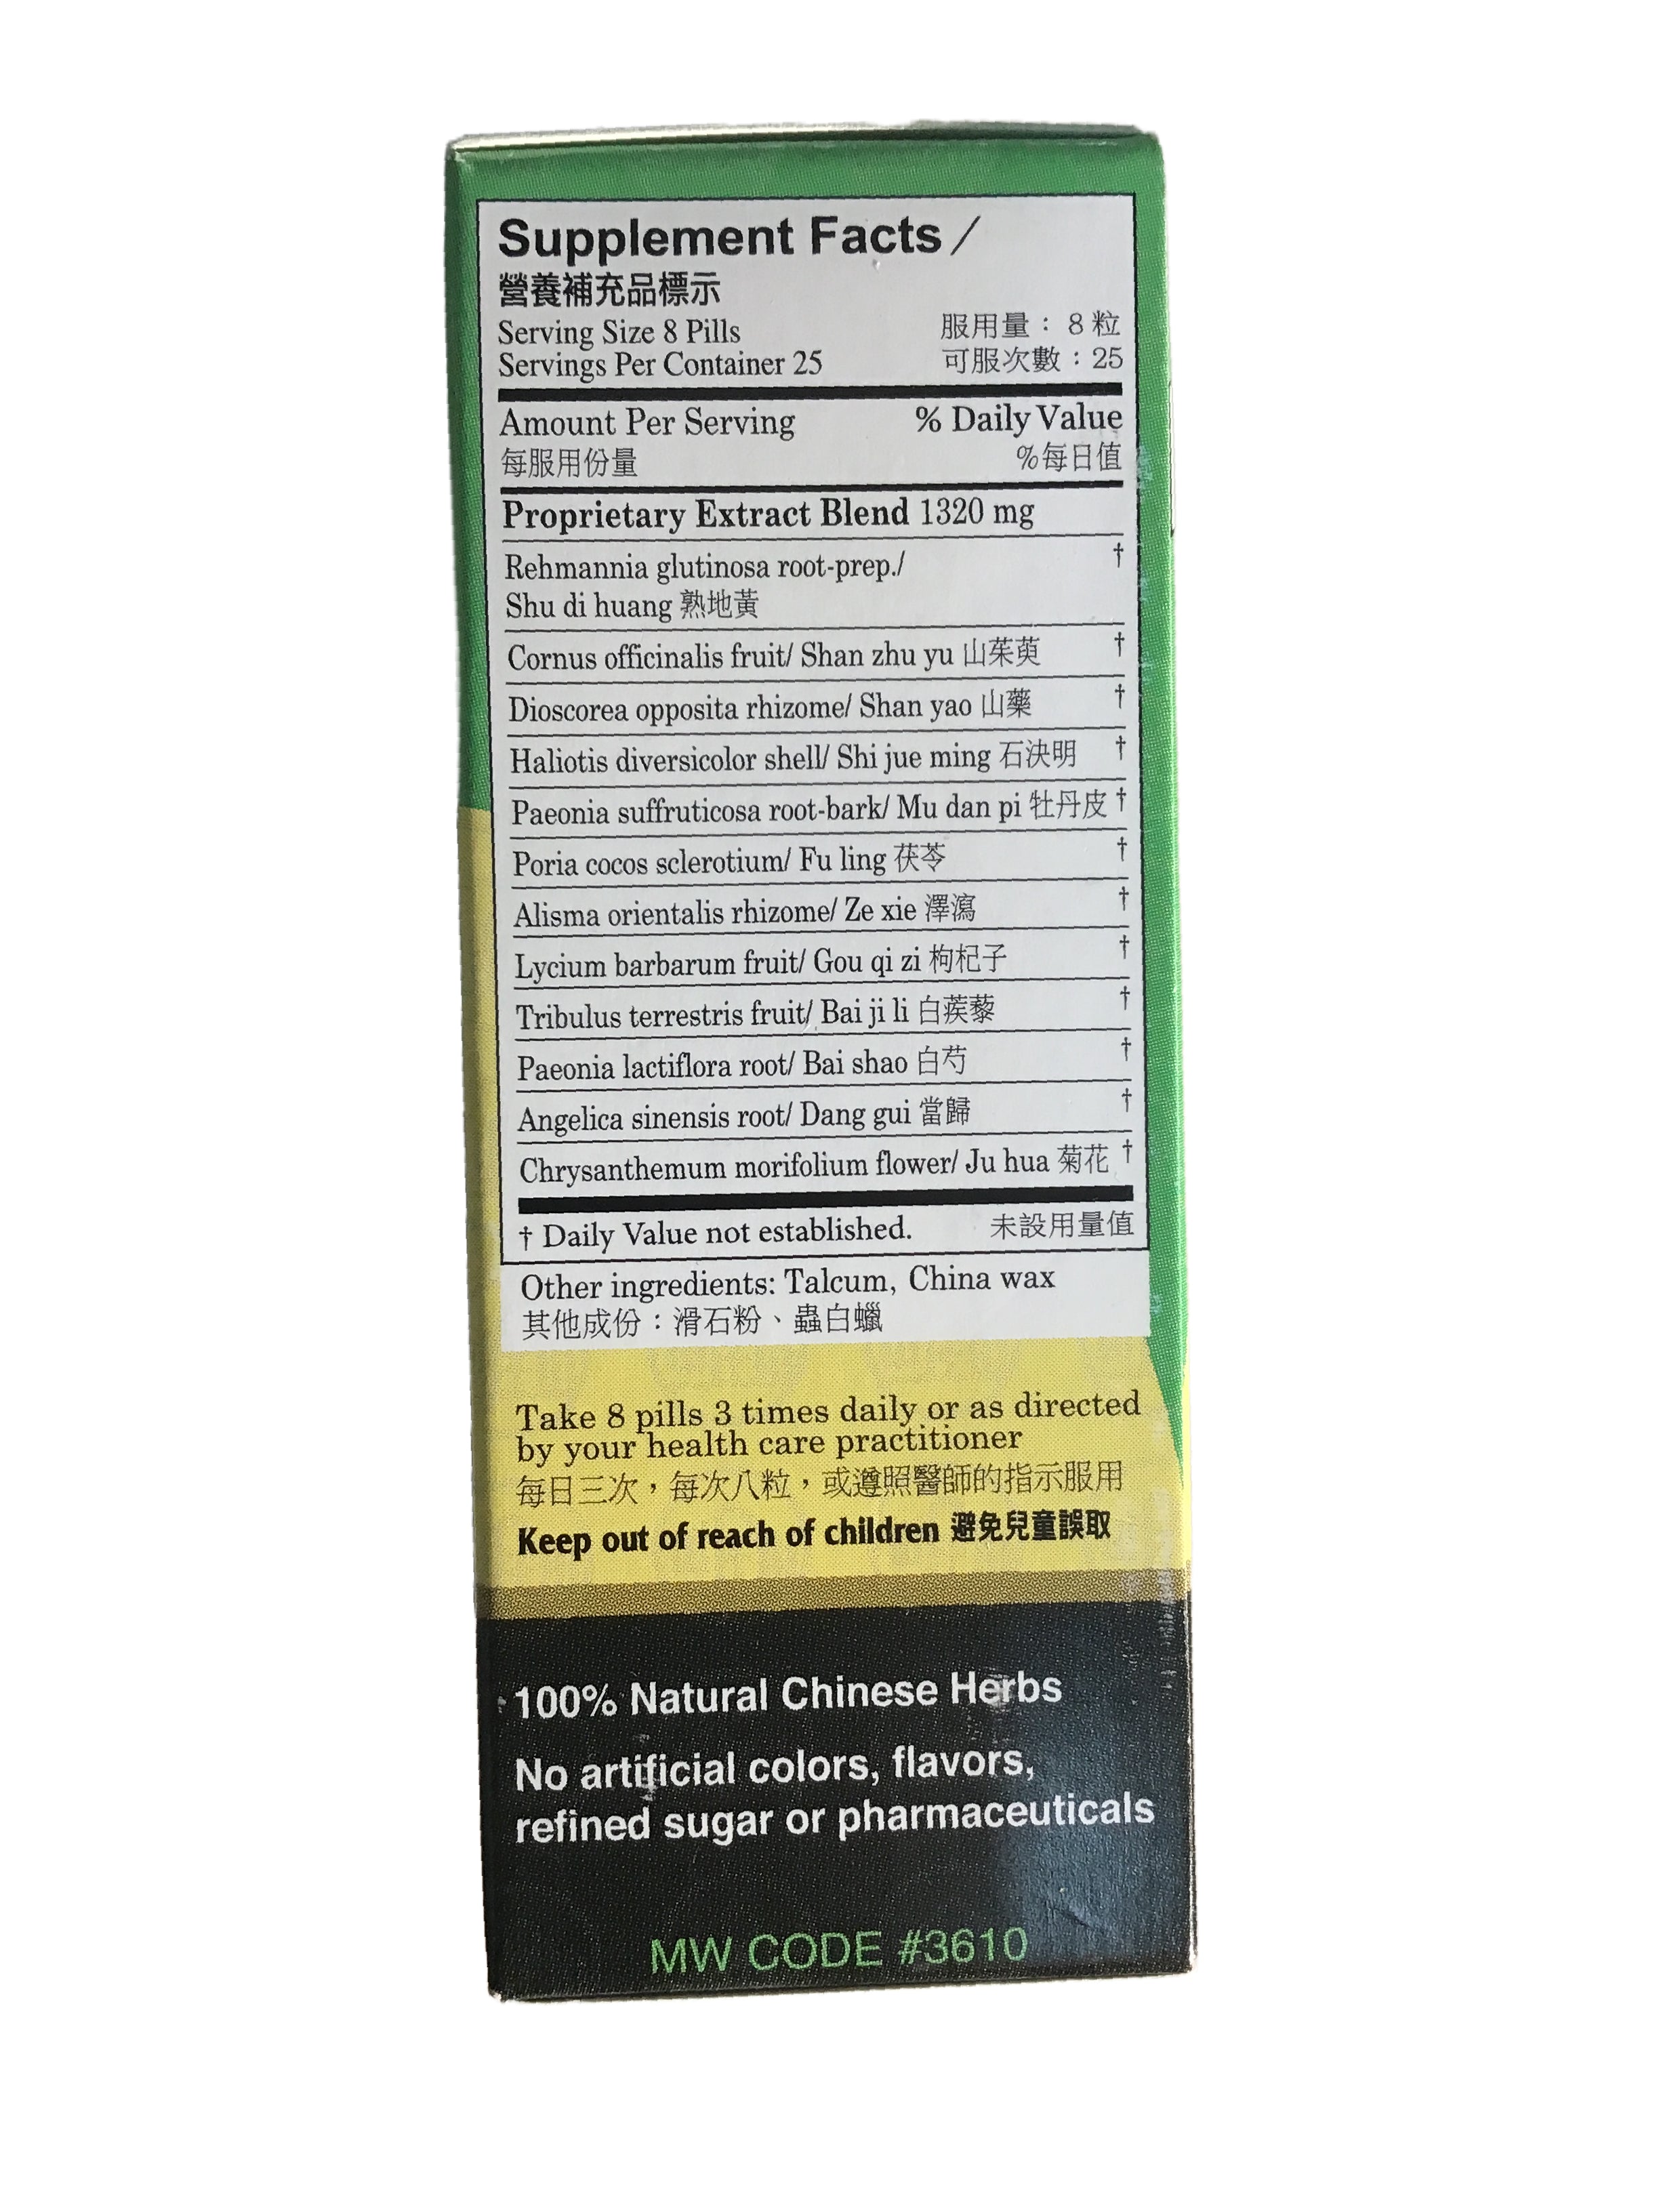 Supplement Facts /
營養補充品標示
Serving Size 8 Pills 服用量：8 粒
Servings Per Container 25 可服次數：25
Amount Per Serving % Daily Value
每服用份量 %每日值
Proprietary Extract Blend 1320 mg
Rehmannia glutinosa root-prep./ †
Shu di huang 熟地黃
Cornus officinalis fruit/ Shan zhu yu 山茱萸 †
Dioscorea opposita rhizome/ Shan yao 山藥 †
Haliotis diversicolor shell/ Shi jue ming 石決明 †
Paeonia suffruticosa root-bark/ Mu dan pi 牡丹皮 †
Poria cocos sclerotium/ Fu ling 茯苓 †
Alisma orientalis rhizome/ Ze xie 澤瀉 †
Lycium barbarum fruit/ Gou qi zi 枸杞子 †
Tribulus terrestris fruit/ Bai ji li 白蒺藜 †
Paeonia lactiflora root/ Bai shao 白芍 †
Angelica sinensis root/ Dang gui 當歸 †
Chrysanthemum morifolium flower/ Ju hua 菊花 †
† Daily Value not established. 未設用量值
Other ingredients: Talcum, China wax
其他成份：滑石粉、蟲白蠟
Take 8 pills 3 times daily or as directed
by your health care practitioner
每日三次，每次八粒，或遵照醫師的指示服用
Keep out of reach of children 避免兒童誤取
100% Natural Chinese Herbs
No artificial colors, flavors,
refined sugar or pharmaceuticals
MW CODE #3610